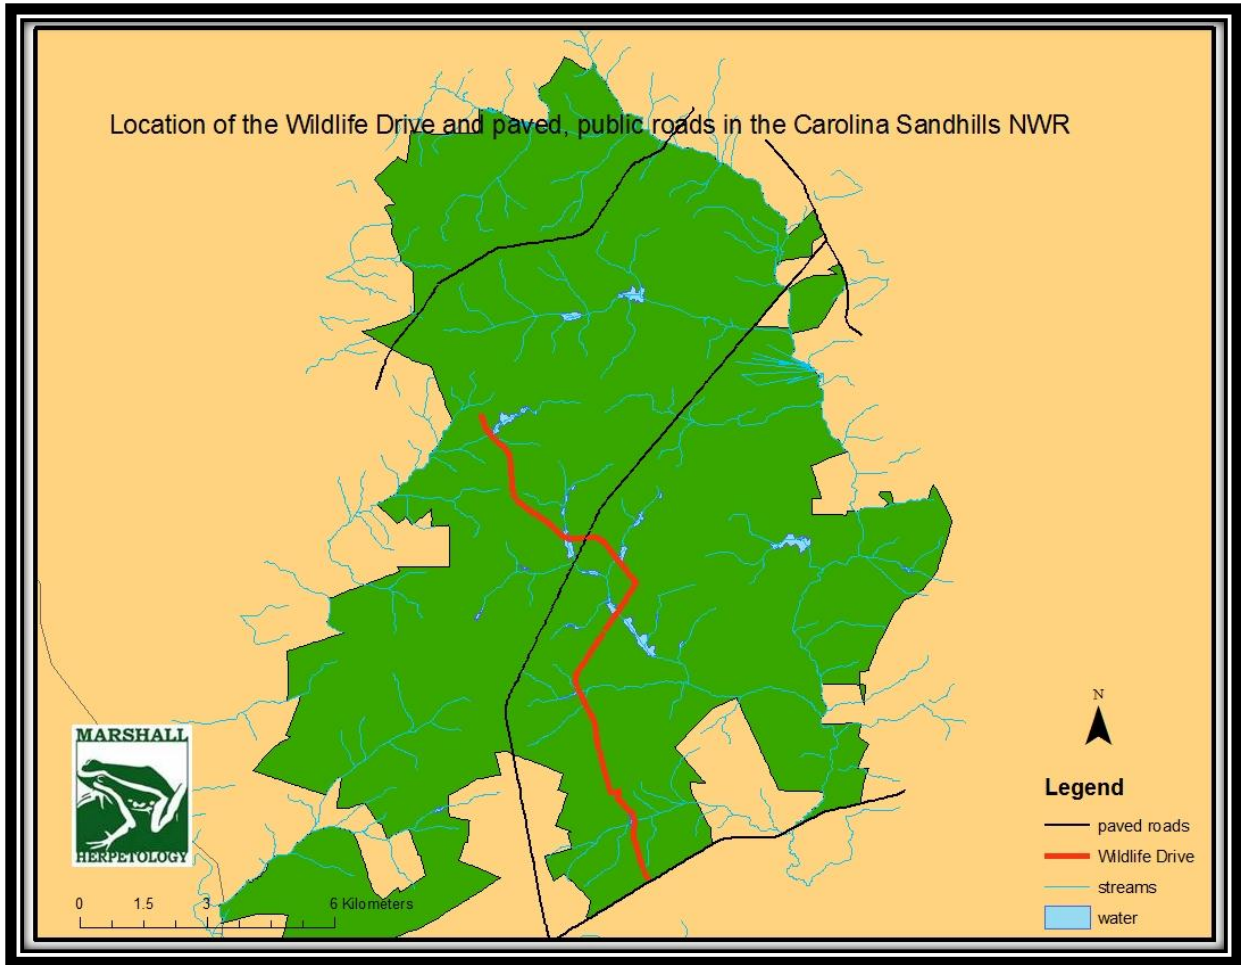 Location of the Wildlife Drive and paved, public roads in the Carolina Sandhills NWR
N
MARSHALL
HERPETOLOGY
Legend
paved roads
Wildlife Drive
streams
water
0 1.5 3 6 Kilometers